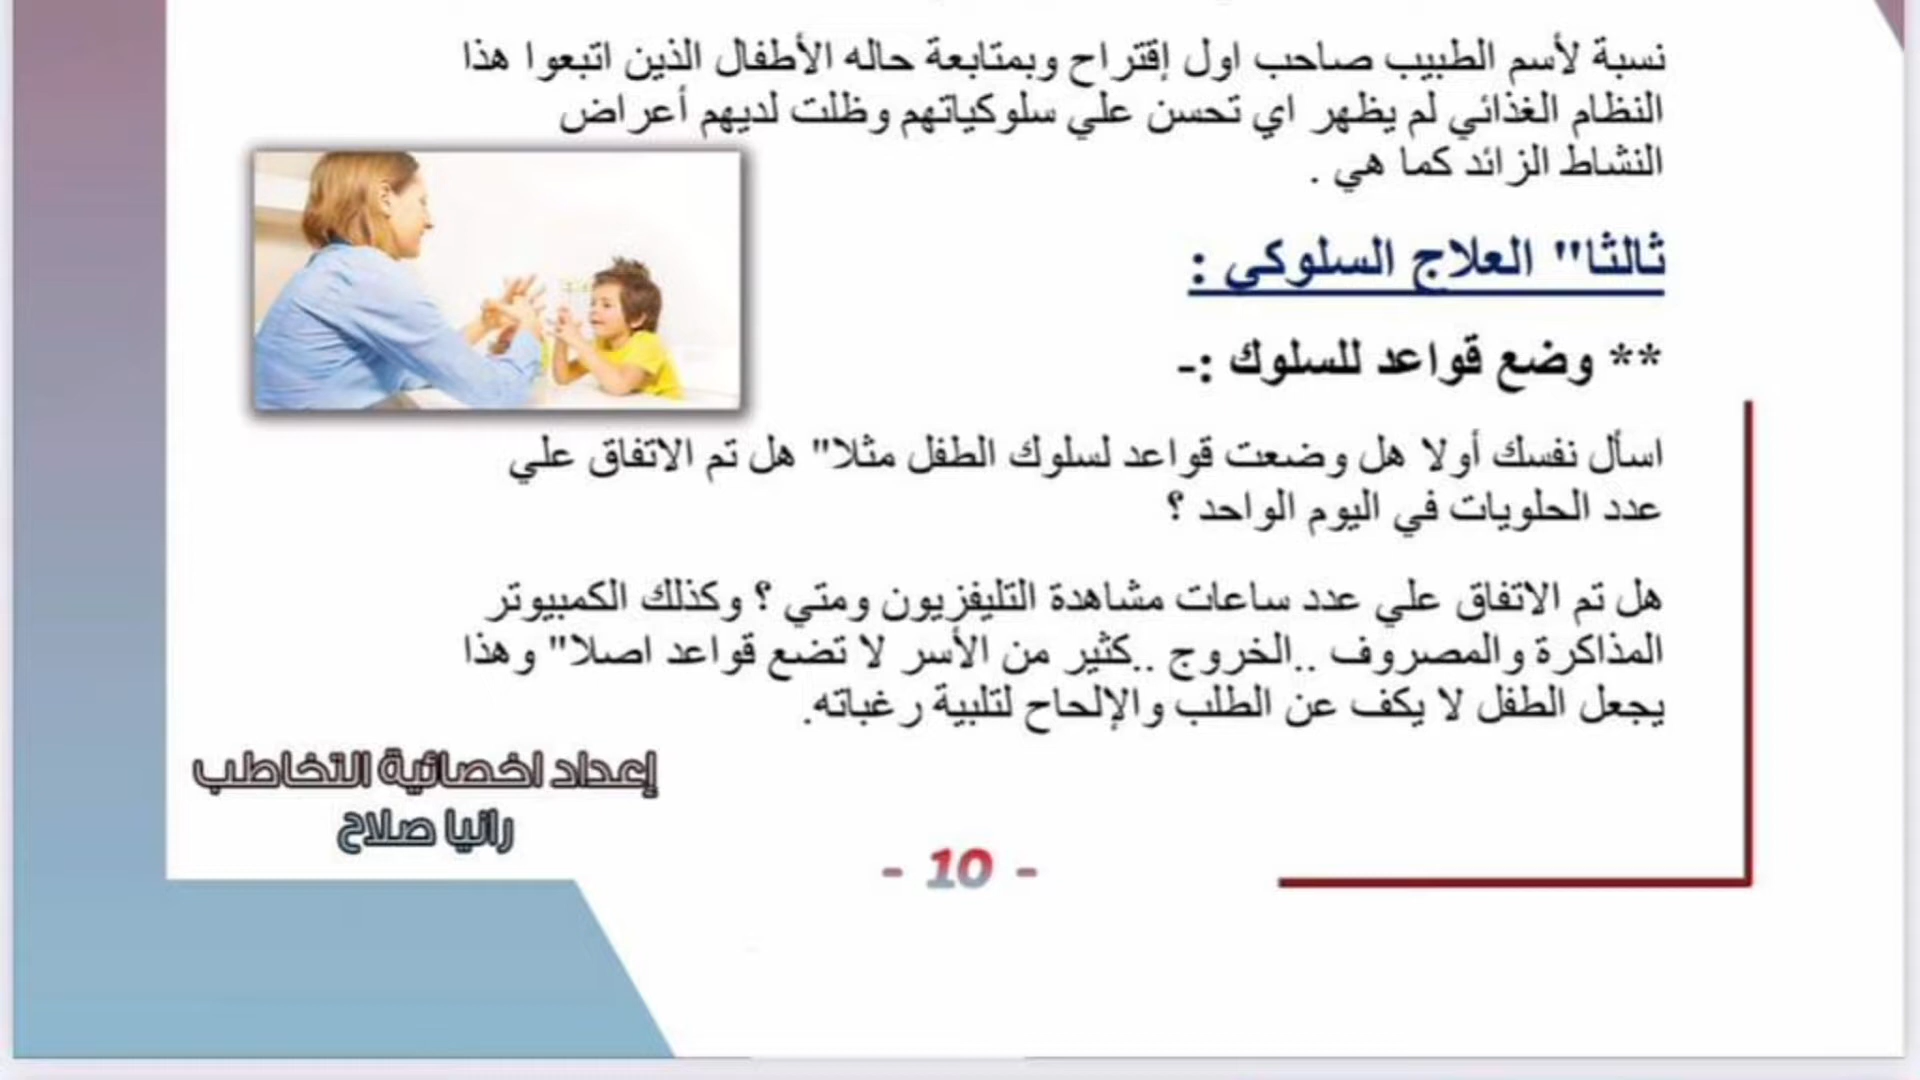 نسبة لأسم الطبيب صاحب اول إقتراح وبمتابعة حاله الأطفال الذين اتبعوا هذا
النظام الغذائي لم يظهر اي تحسن علي سلوكياتهم وظلت لديهم أعراض
النشاط الزائد كما هي .
ثالثا" العلاج السلوكي :
** وضع قواعد للسلوك :-
اسأل نفسك أولا هل وضعت قواعد لسلوك الطفل مثلا" هل تم الاتفاق علي
عدد الحلويات في اليوم الواحد ؟
هل تم الاتفاق علي عدد ساعات مشاهدة التليفزيون ومتي ؟ وكذلك الكمبيوتر
المذاكرة والمصروف ..الخروج ..كثير من الأسر لا تضع قواعد اصلا" وهذا
يجعل الطفل لا يكف عن الطلب والإلحاح لتلبية رغباته.
إعداد اخصائية التخاطب
رانيا صلاح
- 10 -